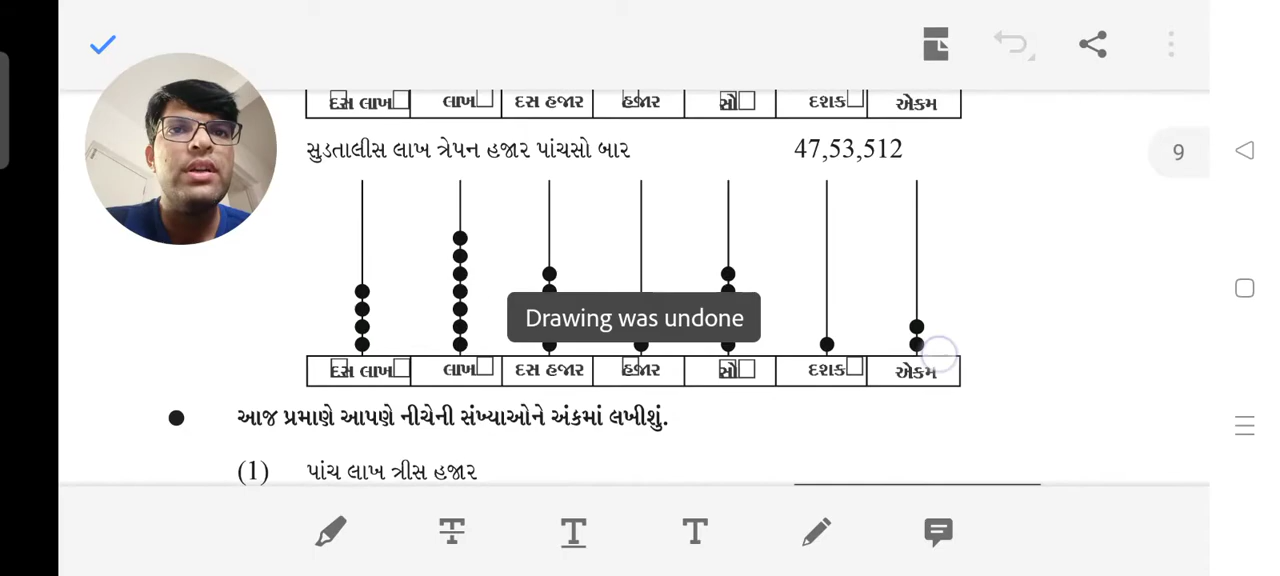 દસ લાખ લાખ દસ હજાર હજાર સો દશક એકમ
સુડતાલીસ લાખ ત્રેપન હજાર પાંચસો બાર 47,53,512
9
Drawing was undone
દસ લાખ લાખ દસ હજાર હજાર સો દશક એકમ
આજ પ્રમાણે આપણે નીચેની સંખ્યાઓને અંકમાં લખીશું.
(1) પાંચ લાખ ત્રીસ હજાર
T T T